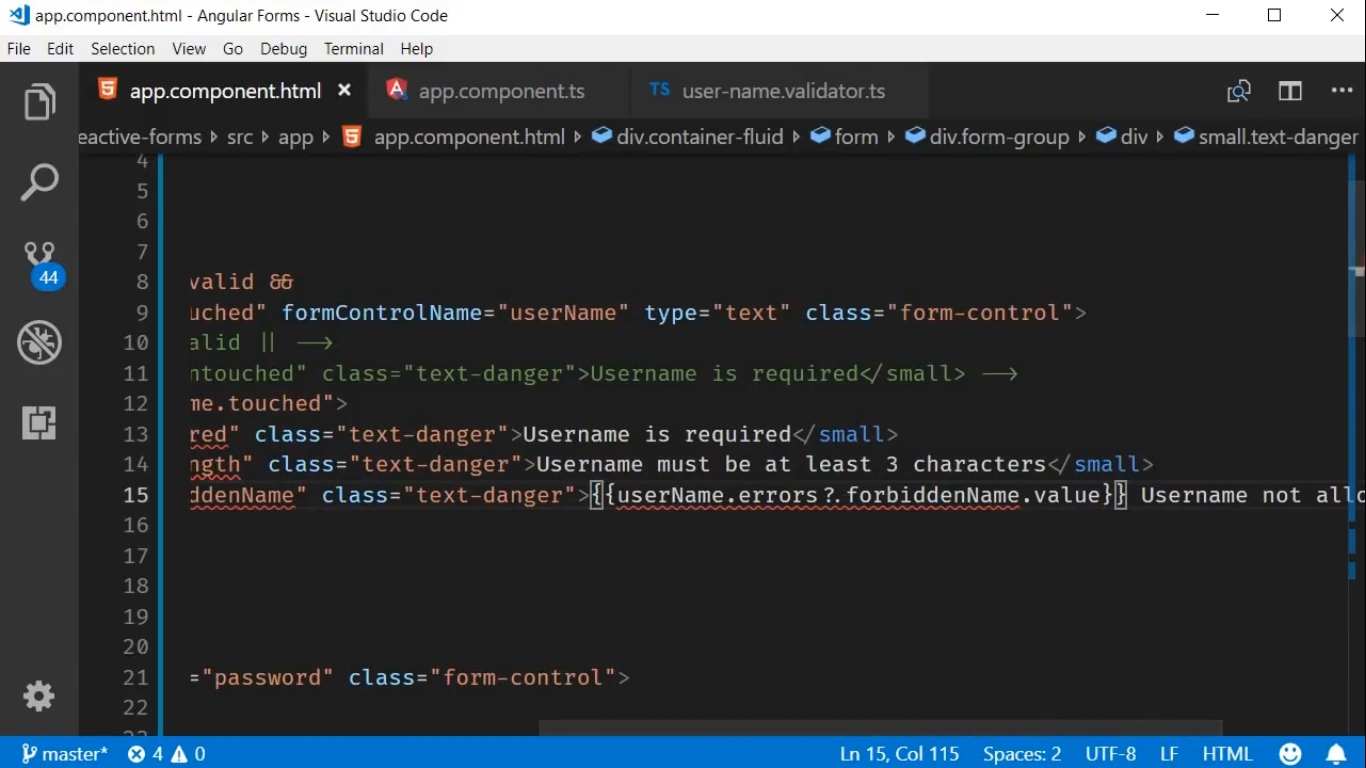 app.component.html - Angular Forms - Visual Studio Code
File Edit Selection View Go Debug Terminal Help
app.component.html app.component.ts TS user-name.validator.ts
eactive-forms src app app.component.html div.container-fluid form div.form-group div small.text-danger
4
5
6
7
8 valid &&
9 uched" formControlName="userName" type="text" class="form-control">
10 alid || -->
11 ntouched" class="text-danger">Username is required</small> -->
12 me.touched">
13 red" class="text-danger">Username is required</small>
14 ngth" class="text-danger">Username must be at least 3 characters</small>
15 ddenName" class="text-danger">{{userName.errors?.forbiddenName.value}} Username not allo
16
17
18
19
20
21 ="password" class="form-control">
22
44
master* 4 0 Ln 15, Col 115 Spaces: 2 UTF-8 LF HTML